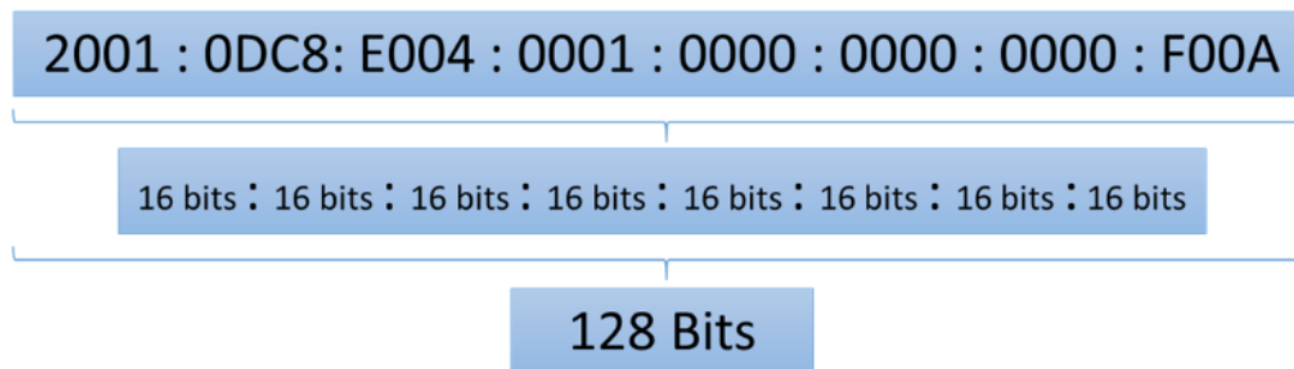 2001 : 0DC8: E004 : 0001 : 0000 : 0000 : 0000 : F00A
16 bits : 16 bits : 16 bits : 16 bits : 16 bits : 16 bits : 16 bits : 16 bits
128 Bits